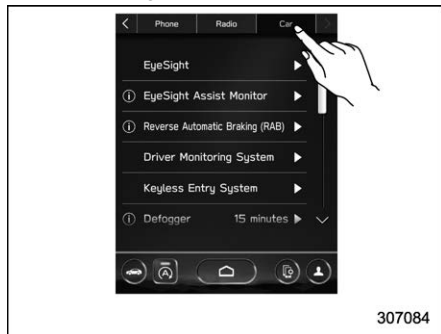 Phone Radio Car
EyeSight
EyeSight Assist Monitor
Reverse Automatic Braking (RAB)
Driver Monitoring System
Keyless Entry System
Defogger 15 minutes
307084